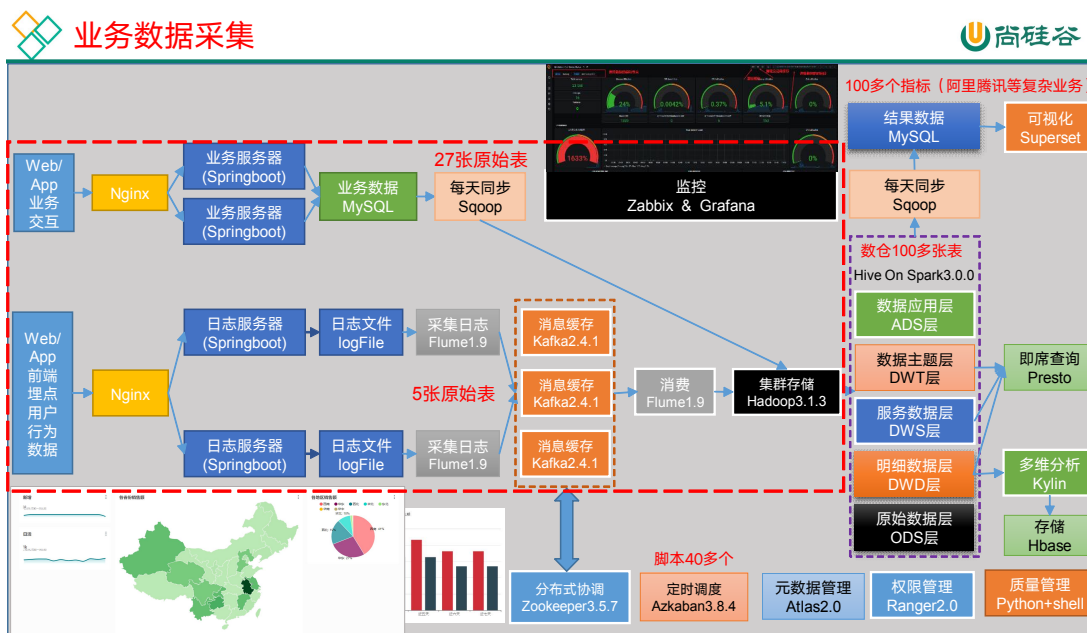 业务数据采集
尚硅谷
100多个指标（阿里腾讯等复杂业务
结果数据
MySQL
可视化
Superset
24%
0.0042%
0.37%
5.1%
0%
1633%
0%
监控
Zabbix & Grafana
27张原始表
Web/
App
业务
交互
Nginx
业务服务器
(Springboot)
业务服务器
(Springboot)
业务数据
MySQL
每天同步
Sqoop
每天同步
Sqoop
数仓100多张表
Hive On Spark3.0.0
数据应用层
ADS层
数据主题层
DWT层
服务数据层
DWS层
明细数据层
DWD层
原始数据层
ODS层
即席查询
Presto
多维分析
Kylin
存储
Hbase
Web/
App
前端
埋点
用户
行为
数据
Nginx
日志服务器
(Springboot)
日志文件
logFile
采集日志
Flume1.9
消息缓存
Kafka2.4.1
5张原始表
消息缓存
Kafka2.4.1
消费
Flume1.9
集群存储
Hadoop3.1.3
日志服务器
(Springboot)
日志文件
logFile
采集日志
Flume1.9
消息缓存
Kafka2.4.1
脚本40多个
分布式协调
Zookeeper3.5.7
定时调度
Azkaban3.8.4
元数据管理
Atlas2.0
权限管理
Ranger2.0
质量管理
Python+shell